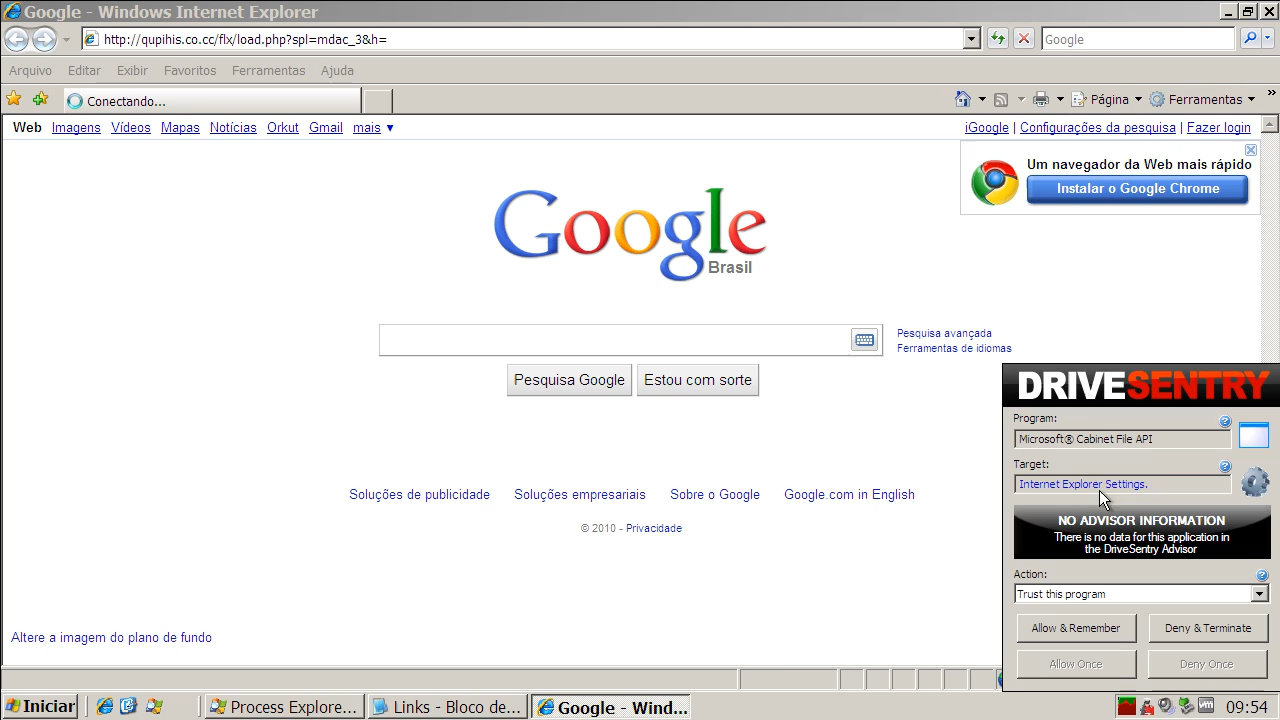 Google - Windows Internet Explorer
http://qupihis.co.cc/flx/load.php?spl=mdac_3&h=
Google
Arquivo Editar Exibir Favoritos Ferramentas Ajuda
Conectando...
Página Ferramentas
Web Imagens Vídeos Mapas Notícias Orkut Gmail mais ▼
iGoogle | Configurações da pesquisa | Fazer login
Um navegador da Web mais rápido
Instalar o Google Chrome
Google
Brasil
Pesquisa avançada
Ferramentas de idiomas
Pesquisa Google
Estou com sorte
Soluções de publicidade Soluções empresariais Sobre o Google Google.com in English
© 2010 - Privacidade
Altere a imagem do plano de fundo
DRIVESENTRY
Program:
Microsoft® Cabinet File API
Target:
Internet Explorer Settings.
NO ADVISOR INFORMATION
There is no data for this application in
the DriveSentry Advisor
Action:
Trust this program
Allow & Remember
Deny & Terminate
Allow Once
Deny Once
Iniciar
Process Explore...
Links - Bloco de...
Google - Wind...
09:54